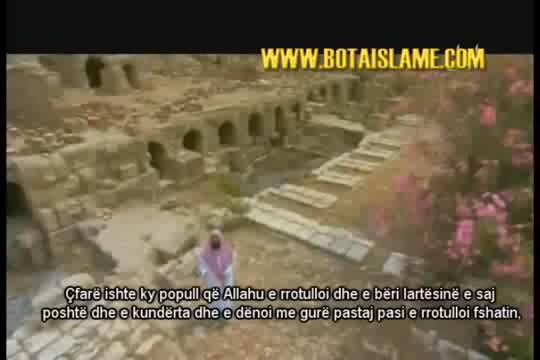 WWW.BOTAISLAME.COM
Çfarë ishte ky popull që Allahu e rrotulloi dhe e bëri lartësinë e saj
poshtë dhe e kundërta dhe e dënoi me gurë pastaj pasi e rrotulloi fshatin,